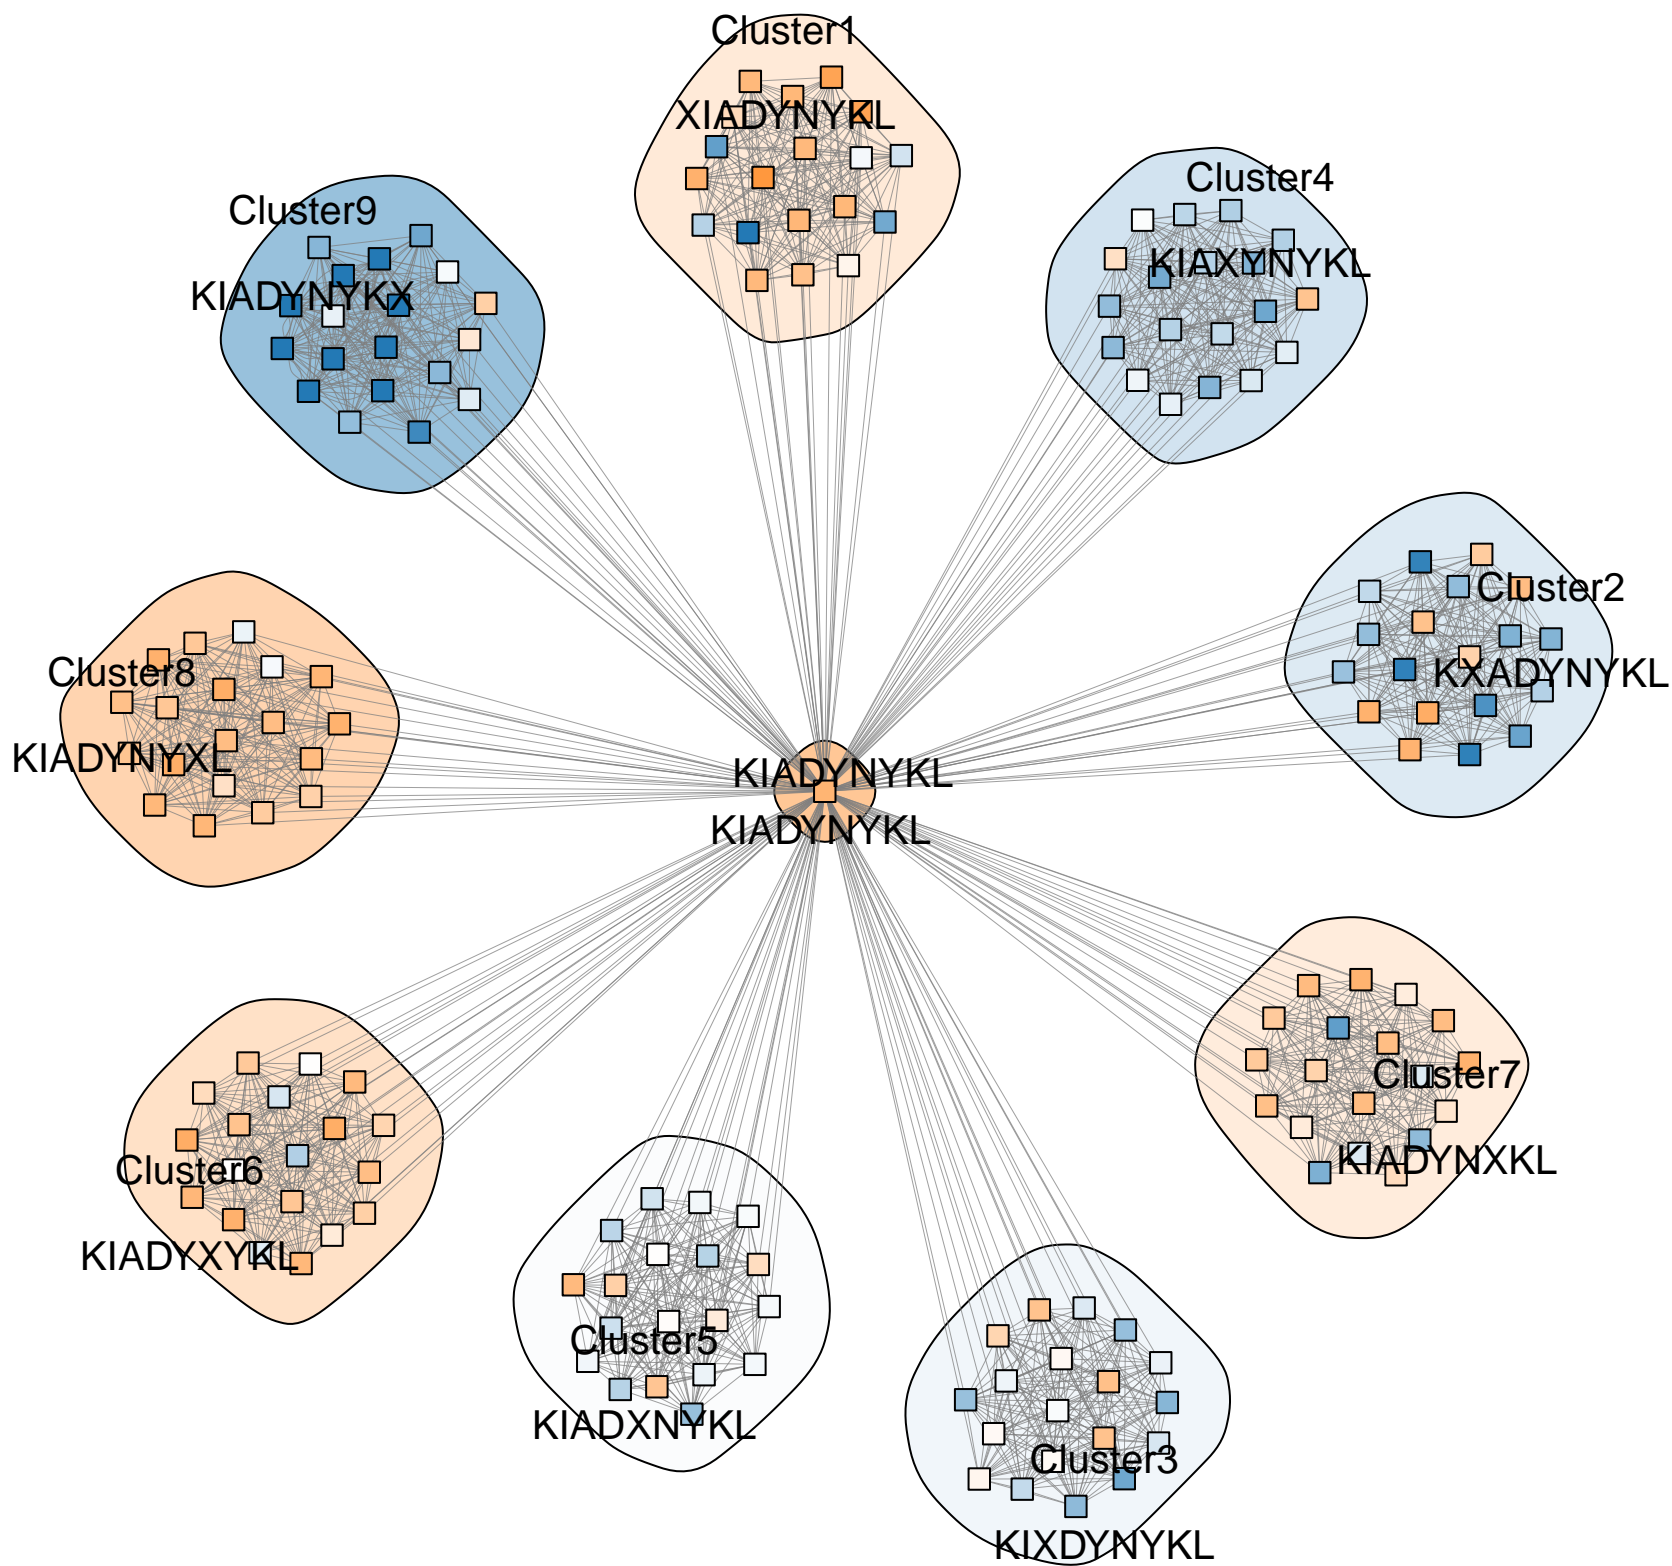 Cluster1
XIADYNYKL
Cluster4
KIAXYNYKL
Cluster9
KIADYNYKX
Cluster2
KXADYNYKL
Cluster8
KIADYNYXL
KIADYNYKL
KIADYNYKL
Cluster7
KIADYNXKL
Cluster6
KIADYXYKL
Cluster5
KIADXNYKL
Cluster3
KIXDYNYKL